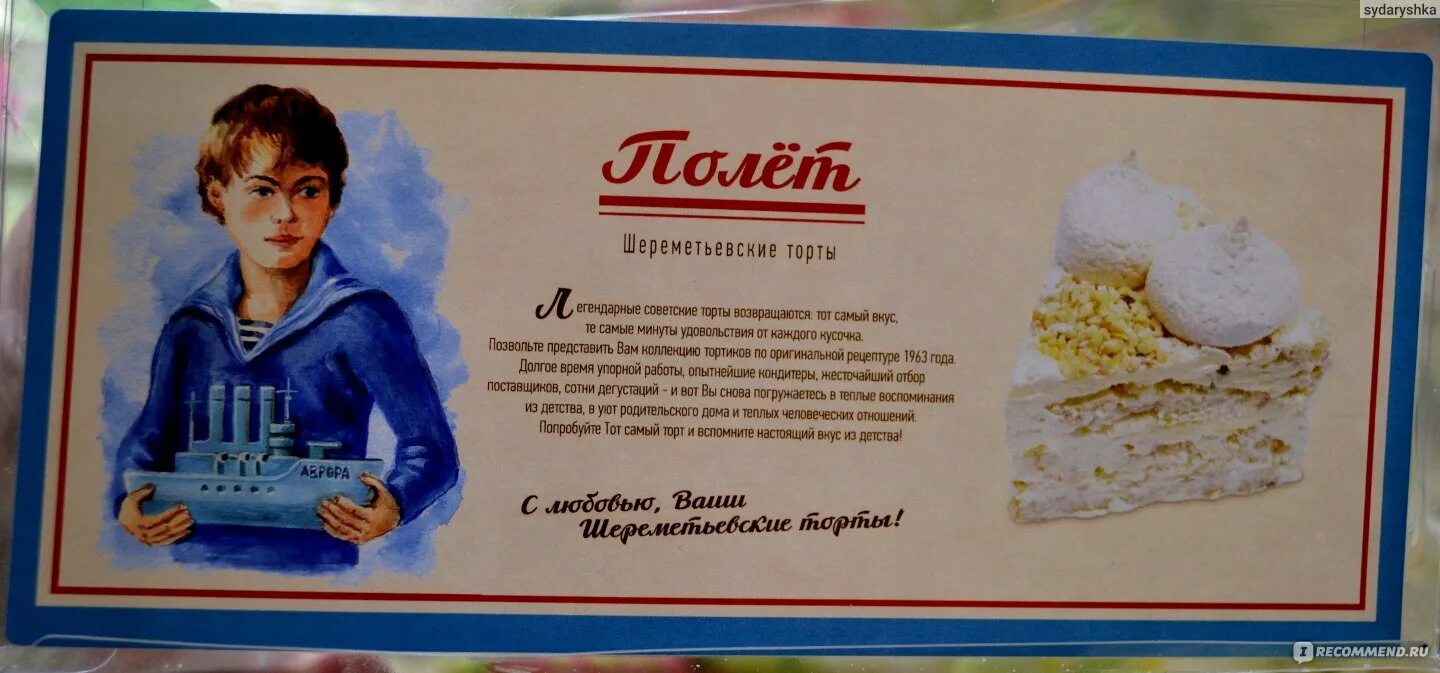 sydaryshka
Полёт
Шереметьевские торты
Легендарные советские торты возвращаются: тот самый вкус,
те самые минуты удовольствия от каждого кусочка.
Позвольте представить Вам коллекцию тортиков по оригинальной рецептуре 1963 года.
Долгое время упорной работы, опытнейшие кондитеры, жесточайший отбор
поставщиков, сотни дегустаций - и вот Вы снова погружаетесь в теплые воспоминания
из детства, в уют родительского дома и теплых человеческих отношений.
Попробуйте Тот самый торт и вспомните настоящий вкус из детства!
АВРОРА
С любовью, Ваши
Шереметьевские торты!
I RECOMMEND.RU